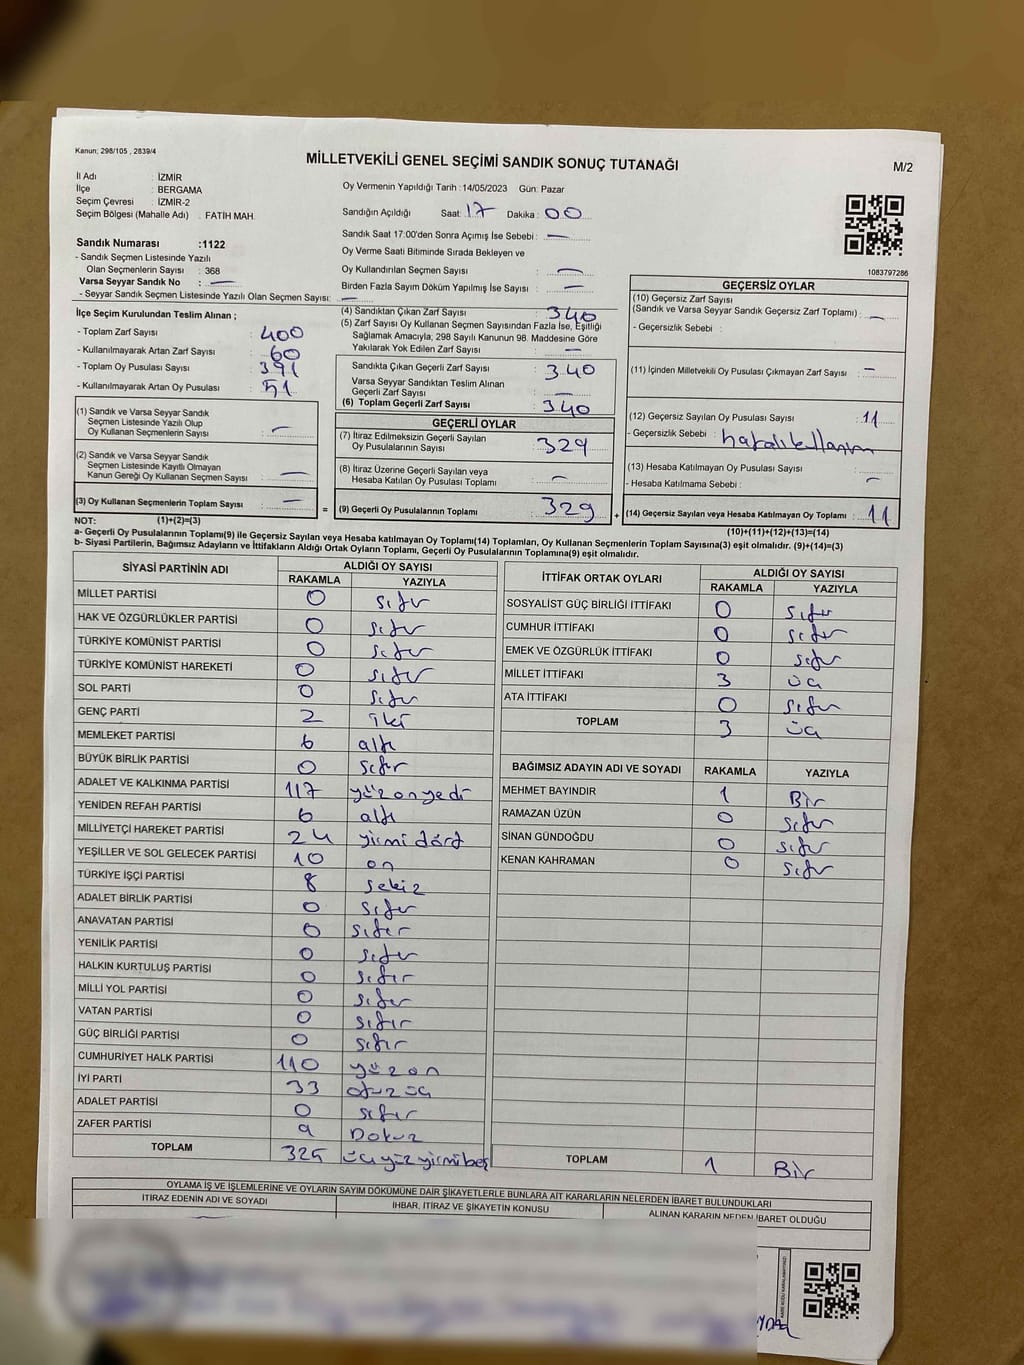 Kanun: 298/105 , 2839/4
MİLLETVEKİLİ GENEL SEÇİMİ SANDIK SONUÇ TUTANAĞI
M/2
İl Adı : İZMİR
İlçe : BERGAMA
Seçim Çevresi : İZMİR-2
Seçim Bölgesi (Mahalle Adı) : FATİH MAH.
Oy Vermenin Yapıldığı Tarih : 14/05/2023 Gün: Pazar
Sandığın Açıldığı Saat : 17 Dakika : 00
Sandık Saat 17:00'den Sonra Açılmış İse Sebebi : —
Oy Verme Saati Bitiminde Sırada Bekleyen ve
Oy Kullandırılan Seçmen Sayısı : —
Birden Fazla Sayım Döküm Yapılmış İse Sayısı : —
1083797286
Sandık Numarası :1122
- Sandık Seçmen Listesinde Yazılı
Olan Seçmenlerin Sayısı : 368
Varsa Seyyar Sandık No : —
- Seyyar Sandık Seçmen Listesinde Yazılı Olan Seçmen Sayısı: —
İlçe Seçim Kurulundan Teslim Alınan ;
- Toplam Zarf Sayısı : 400
- Kullanılmayarak Artan Zarf Sayısı : 60
- Toplam Oy Pusulası Sayısı : 391
- Kullanılmayarak Artan Oy Pusulası : 51
(1) Sandık ve Varsa Seyyar Sandık
Seçmen Listesinde Yazılı Olup
Oy Kullanan Seçmenlerin Sayısı : —
(2) Sandık ve Varsa Seyyar Sandık
Seçmen Listesinde Kayıtlı Olmayan
Kanun Gereği Oy Kullanan Seçmen Sayısı : —
(3) Oy Kullanan Seçmenlerin Toplam Sayısı : —
(4) Sandıktan Çıkan Zarf Sayısı : 340
(5) Zarf Sayısı Oy Kullanan Seçmen Sayısından Fazla İse, Eşitliği
Sağlamak Amacıyla; 298 Sayılı Kanunun 98. Maddesine Göre
Yakılarak Yok Edilen Zarf Sayısı : —
Sandıkta Çıkan Geçerli Zarf Sayısı : 340
Varsa Seyyar Sandıktan Teslim Alınan
Geçerli Zarf Sayısı : —
(6) Toplam Geçerli Zarf Sayısı : 340
GEÇERLİ OYLAR
(7) İtiraz Edilmeksizin Geçerli Sayılan
Oy Pusulalarının Sayısı : 329
(8) İtiraz Üzerine Geçerli Sayılan veya
Hesaba Katılan Oy Pusulası Toplamı : —
= (9) Geçerli Oy Pusulalarının Toplamı : 329 +
GEÇERSİZ OYLAR
(10) Geçersiz Zarf Sayısı
(Sandık ve Varsa Seyyar Sandık Geçersiz Zarf Toplamı) : —
- Geçersizlik Sebebi :
(11) İçinden Milletvekili Oy Pusulası Çıkmayan Zarf Sayısı : —
(12) Geçersiz Sayılan Oy Pusulası Sayısı : 11
- Geçersizlik Sebebi : hatalı kullanım
(13) Hesaba Katılmayan Oy Pusulası Sayısı :
- Hesaba Katılmama Sebebi : —
(14) Geçersiz Sayılan veya Hesaba Katılmayan Oy Toplamı : 11
NOT: (1)+(2)=(3)
(10)+(11)+(12)+(13)=(14)
a- Geçerli Oy Pusulalarının Toplamı(9) ile Geçersiz Sayılan veya Hesaba katılmayan Oy Toplamı(14) Toplamları, Oy Kullanan Seçmenlerin Toplam Sayısına(3) eşit olmalıdır. (9)+(14)=(3)
b- Siyasi Partilerin, Bağımsız Adayların ve İttifakların Aldığı Ortak Oyların Toplamı, Geçerli Oy Pusulalarının Toplamına(9) eşit olmalıdır.
SİYASİ PARTİNİN ADI ALDIĞI OY SAYISI
RAKAMLA YAZIYLA
MİLLET PARTİSİ 0 sıfır
HAK VE ÖZGÜRLÜKLER PARTİSİ 0 sıfır
TÜRKİYE KOMÜNİST PARTİSİ 0 sıfır
TÜRKİYE KOMÜNİST HAREKETİ 0 sıfır
SOL PARTİ 0 sıfır
GENÇ PARTİ 2 iki
MEMLEKET PARTİSİ 6 altı
BÜYÜK BİRLİK PARTİSİ 0 sıfır
ADALET VE KALKINMA PARTİSİ 117 yüzonyedi
YENİDEN REFAH PARTİSİ 6 altı
MİLLİYETÇİ HAREKET PARTİSİ 24 yirmi dört
YEŞİLLER VE SOL GELECEK PARTİSİ 10 on
TÜRKİYE İŞÇİ PARTİSİ 8 sekiz
ADALET BİRLİK PARTİSİ 0 sıfır
ANAVATAN PARTİSİ 0 sıfır
YENİLİK PARTİSİ 0 sıfır
HALKIN KURTULUŞ PARTİSİ 0 sıfır
MİLLİ YOL PARTİSİ 0 sıfır
VATAN PARTİSİ 0 sıfır
GÜÇ BİRLİĞİ PARTİSİ 0 sıfır
CUMHURİYET HALK PARTİSİ 110 yüz on
İYİ PARTİ 33 otuz üç
ADALET PARTİSİ 0 sıfır
ZAFER PARTİSİ 9 Dokuz
TOPLAM 325 üçyüzyirmibeş
İTTİFAK ORTAK OYLARI ALDIĞI OY SAYISI
RAKAMLA YAZIYLA
SOSYALİST GÜÇ BİRLİĞİ İTTİFAKI 0 sıfır
CUMHUR İTTİFAKI 0 sıfır
EMEK VE ÖZGÜRLÜK İTTİFAKI 0 sıfır
MİLLET İTTİFAKI 3 üç
ATA İTTİFAKI 0 sıfır
TOPLAM 3 üç
BAĞIMSIZ ADAYIN ADI VE SOYADI RAKAMLA YAZIYLA
MEHMET BAYINDIR 1 Bir
RAMAZAN ÜZÜN 0 sıfır
SİNAN GÜNDOĞDU 0 sıfır
KENAN KAHRAMAN 0 sıfır
TOPLAM 1 Bir
OYLAMA İŞ VE İŞLEMLERİNE VE OYLARIN SAYIM DÖKÜMÜNE DAİR ŞİKAYETLERLE BUNLARA AİT KARARLARIN NELERDEN İBARET BULUNDUKLARI
İTİRAZ EDENİN ADI VE SOYADI İHBAR, İTİRAZ VE ŞİKAYETİN KONUSU ALINAN KARARIN NEDEN İBARET OLDUĞU